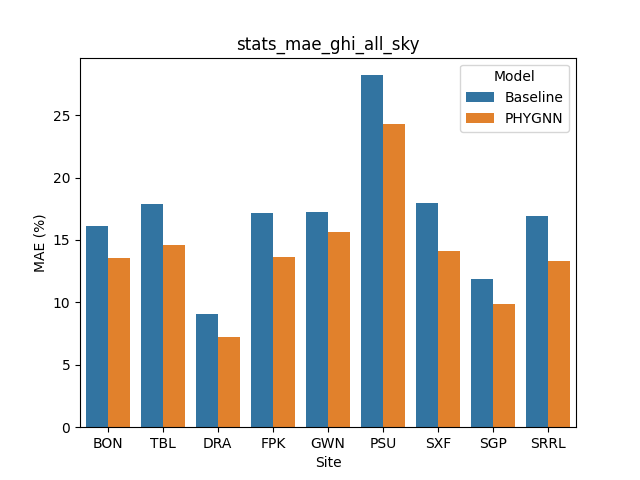 stats_mae_ghi_all_sky
Model
Baseline
PHYGNN
MAE (%)
25
20
15
10
5
0
BON TBL DRA FPK GWN PSU SXF SGP SRRL
Site